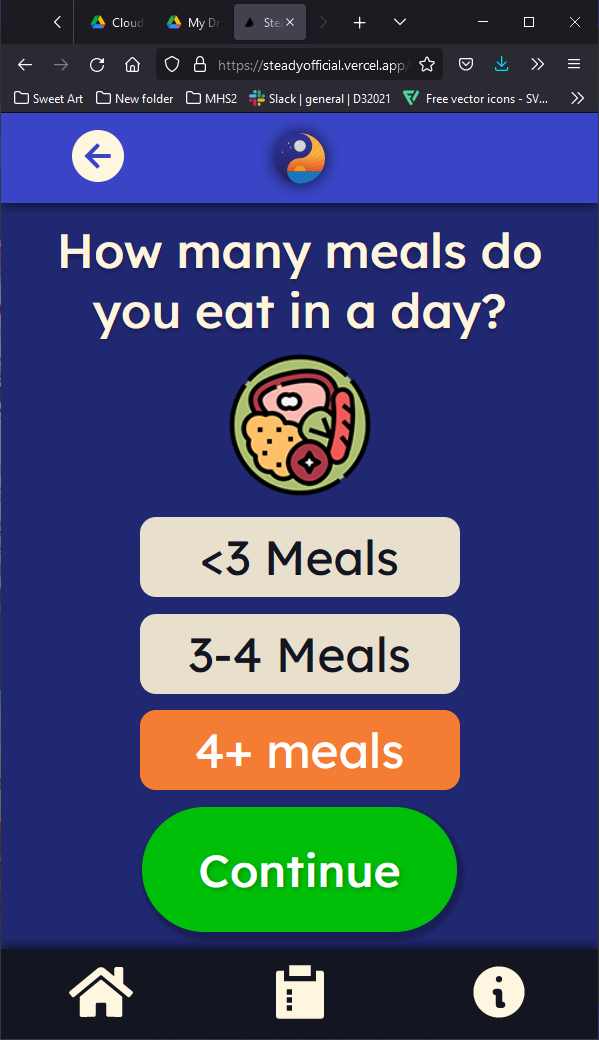 Cloud
My Dr
Ste
https://steadyofficial.vercel.app/
Sweet Art
New folder
MHS2
Slack | general | D32021
Free vector icons - SV...
How many meals do
you eat in a day?
<3 Meals
3-4 Meals
4+ meals
Continue